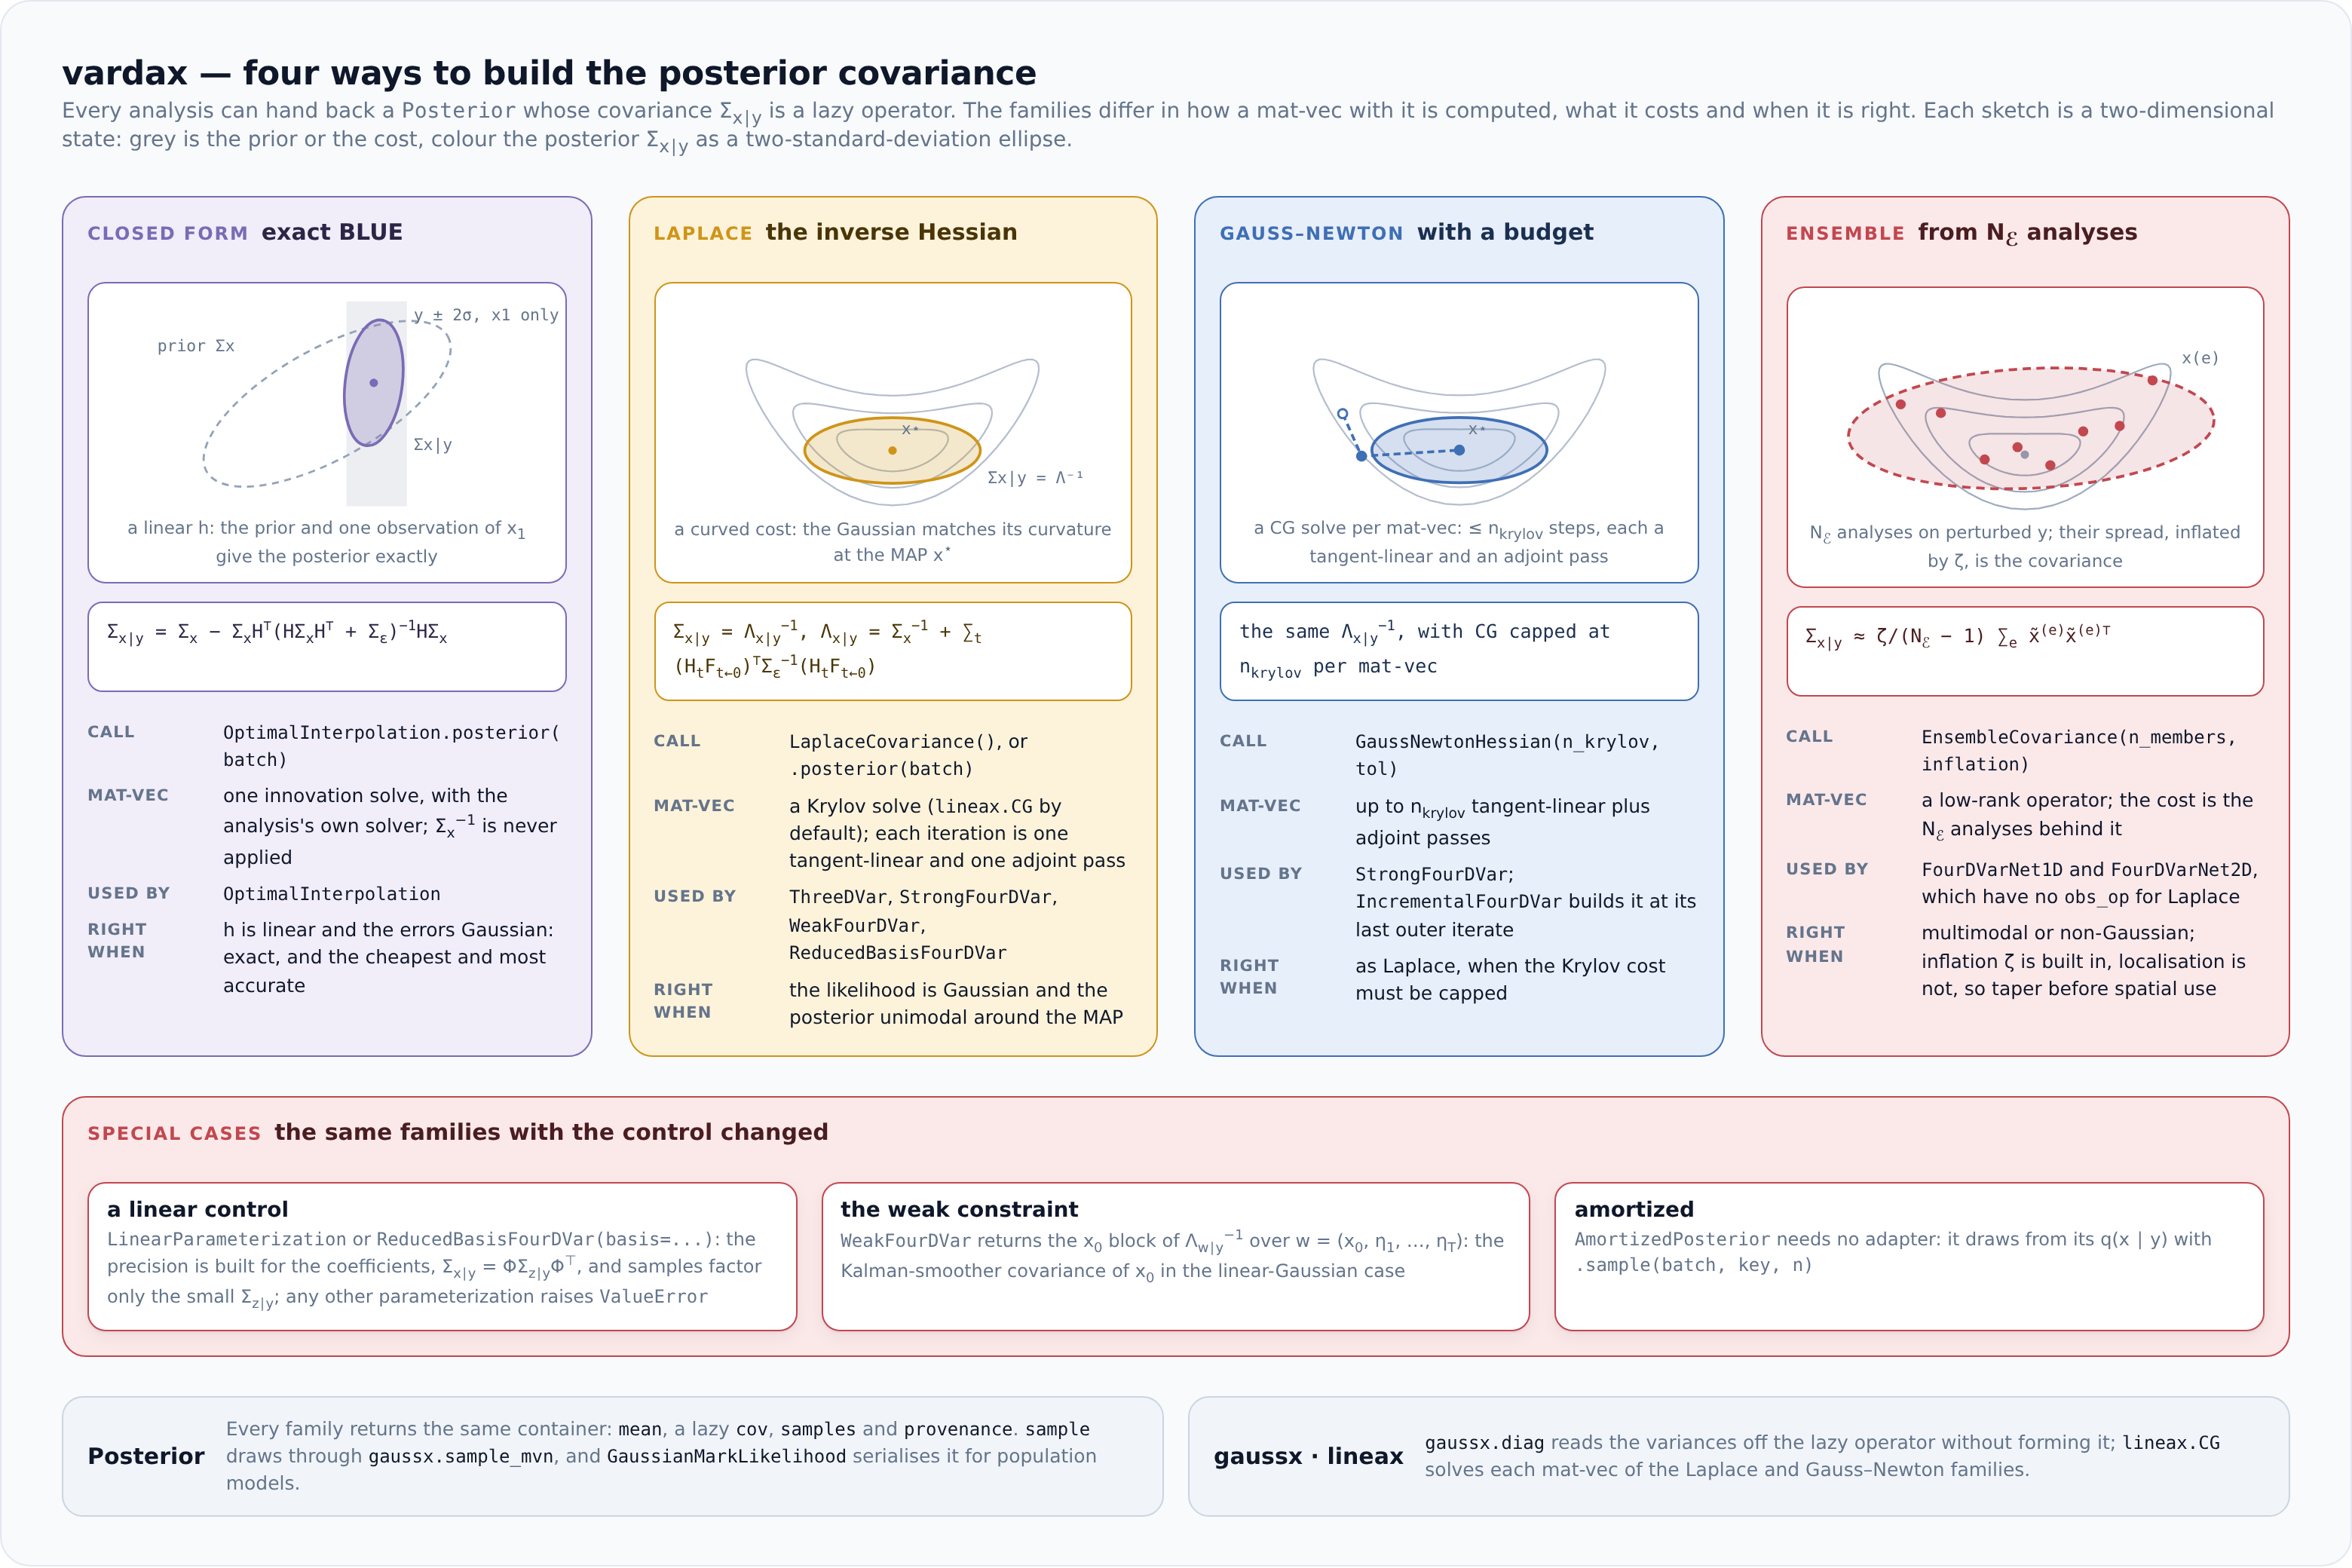 vardax — four ways to build the posterior covariance
Every analysis can hand back a Posterior whose covariance Σx|y is a lazy operator. The families differ in how a mat-vec with it is computed, what it costs and when it is right. Each sketch is a two-dimensional
state: grey is the prior or the cost, colour the posterior Σx|y as a two-standard-deviation ellipse.
CLOSED FORM exact BLUE
y ± 2σ, x1 only
prior Σx
Σx|y
a linear h: the prior and one observation of x₁
give the posterior exactly
Σx|y = Σx − ΣxHᵀ(HΣxHᵀ + Σε)⁻¹HΣx
CALL OptimalInterpolation.posterior(
batch)
MAT-VEC one innovation solve, with the
analysis's own solver; Σx⁻¹ is never
applied
USED BY OptimalInterpolation
RIGHT WHEN h is linear and the errors Gaussian:
exact, and the cheapest and most
accurate
LAPLACE the inverse Hessian
x⋆
Σx|y = Λ⁻¹
a curved cost: the Gaussian matches its curvature
at the MAP x⋆
Σx|y = Λx|y⁻¹, Λx|y = Σx⁻¹ + ∑t
(HtFt←0)ᵀΣε⁻¹(HtFt←0)
CALL LaplaceCovariance(), or
.posterior(batch)
MAT-VEC a Krylov solve (lineax.CG by
default); each iteration is one
tangent-linear and one adjoint pass
USED BY ThreeDVar, StrongFourDVar,
WeakFourDVar,
ReducedBasisFourDVar
RIGHT WHEN the likelihood is Gaussian and the
posterior unimodal around the MAP
GAUSS–NEWTON with a budget
x⋆
a CG solve per mat-vec: ≤ nkrylov steps, each a
tangent-linear and an adjoint pass
the same Λx|y⁻¹, with CG capped at
nkrylov per mat-vec
CALL GaussNewtonHessian(n_krylov,
tol)
MAT-VEC up to nkrylov tangent-linear plus
adjoint passes
USED BY StrongFourDVar;
IncrementalFourDVar builds it at its
last outer iterate
RIGHT WHEN as Laplace, when the Krylov cost
must be capped
ENSEMBLE from Nℰ analyses
x(e)
Nℰ analyses on perturbed y; their spread, inflated
by ζ, is the covariance
Σx|y ≈ ζ/(Nℰ − 1) ∑e x̃⁽ᵉ⁾x̃⁽ᵉ⁾ᵀ
CALL EnsembleCovariance(n_members,
inflation)
MAT-VEC a low-rank operator; the cost is the
Nℰ analyses behind it
USED BY FourDVarNet1D and FourDVarNet2D,
which have no obs_op for Laplace
RIGHT WHEN multimodal or non-Gaussian;
inflation ζ is built in, localisation is
not, so taper before spatial use
SPECIAL CASES the same families with the control changed
a linear control
LinearParameterization or ReducedBasisFourDVar(basis=...): the
precision is built for the coefficients, Σx|y = ΦΣz|yΦ⊤, and samples factor
only the small Σz|y; any other parameterization raises ValueError
the weak constraint
WeakFourDVar returns the x₀ block of Λw|y⁻¹ over w = (x₀, η₁, …, ηT): the
Kalman-smoother covariance of x₀ in the linear-Gaussian case
amortized
AmortizedPosterior needs no adapter: it draws from its q(x | y) with
.sample(batch, key, n)
Posterior
Every family returns the same container: mean, a lazy cov, samples and provenance. sample
draws through gaussx.sample_mvn, and GaussianMarkLikelihood serialises it for population
models.
gaussx · lineax
gaussx.diag reads the variances off the lazy operator without forming it; lineax.CG
solves each mat-vec of the Laplace and Gauss–Newton families.